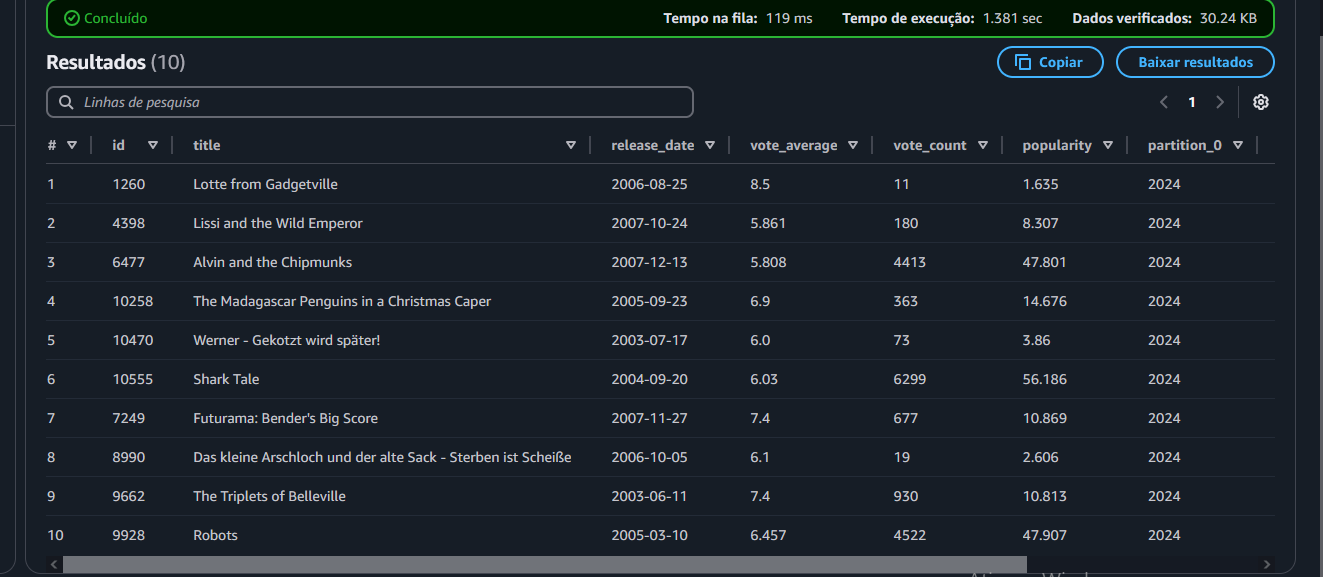 Concluído Tempo na fila: 119 ms Tempo de execução: 1.381 sec Dados verificados: 30.24 KB
Resultados (10) Copiar Baixar resultados
Linhas de pesquisa 1
# id title release_date vote_average vote_count popularity partition_0
1 1260 Lotte from Gadgetville 2006-08-25 8.5 11 1.635 2024
2 4398 Lissi and the Wild Emperor 2007-10-24 5.861 180 8.307 2024
3 6477 Alvin and the Chipmunks 2007-12-13 5.808 4413 47.801 2024
4 10258 The Madagascar Penguins in a Christmas Caper 2005-09-23 6.9 363 14.676 2024
5 10470 Werner - Gekotzt wird später! 2003-07-17 6.0 73 3.86 2024
6 10555 Shark Tale 2004-09-20 6.03 6299 56.186 2024
7 7249 Futurama: Bender's Big Score 2007-11-27 7.4 677 10.869 2024
8 8990 Das kleine Arschloch und der alte Sack - Sterben ist Scheiße 2006-10-05 6.1 19 2.606 2024
9 9662 The Triplets of Belleville 2003-06-11 7.4 930 10.813 2024
10 9928 Robots 2005-03-10 6.457 4522 47.907 2024